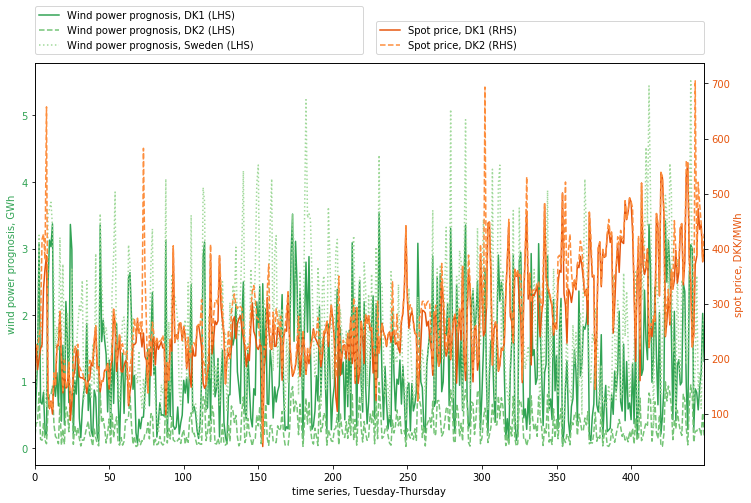 Wind power prognosis, DK1 (LHS)
Wind power prognosis, DK2 (LHS)
Wind power prognosis, Sweden (LHS)
Spot price, DK1 (RHS)
Spot price, DK2 (RHS)
5
4
3
2
1
0
wind power prognosis, GWh
700
600
500
400
300
200
100
spot price, DKK/MWh
0 50 100 150 200 250 300 350 400
time series, Tuesday-Thursday